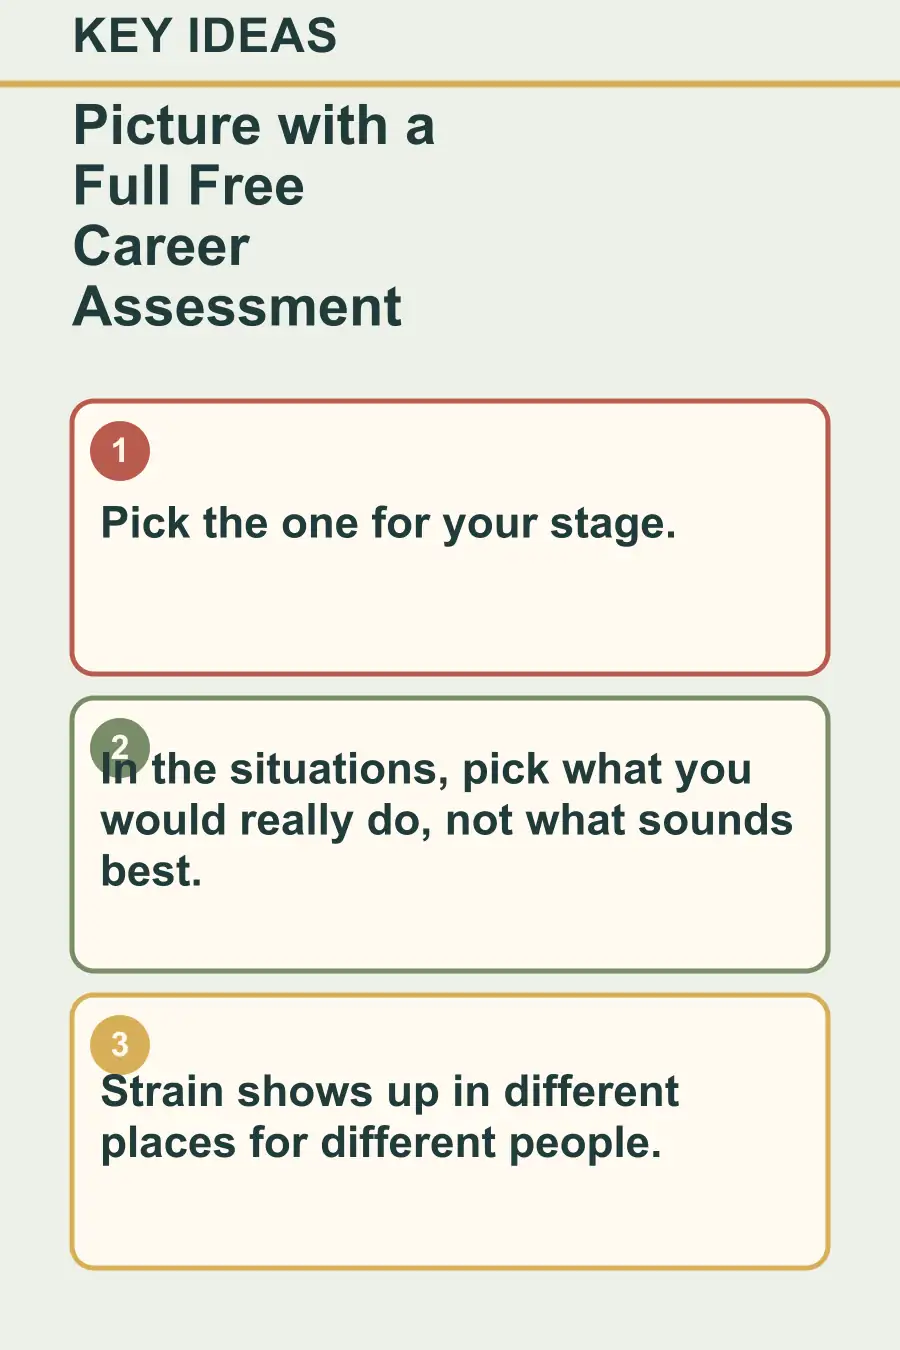 KEY IDEAS
Picture with a
Full Free
Career
Assessment
1
Pick the one for your stage.
2
In the situations, pick what you
would really do, not what sounds
best.
3
Strain shows up in different
places for different people.